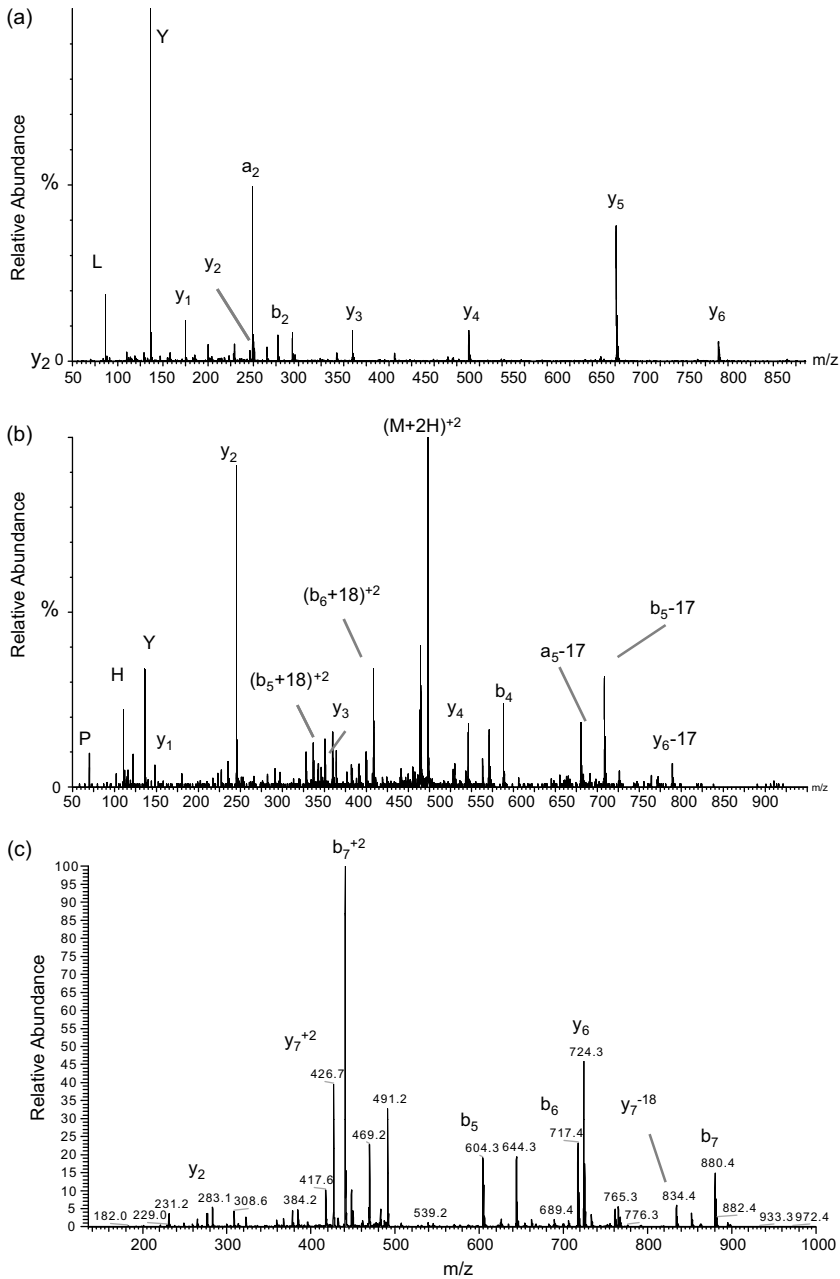 (a)
Y
a₂
%
y₅
L
y₂
y₁
b₂
y₃
y₄
y₆
Relative Abundance
y₂ 0
50 100 150 200 250 300 350 400 450 500 550 600 650 700 750 800 850
m/z
(b)
(M+2H)⁺²
y₂
(b₆+18)⁺²
b₅-17
%
Y
a₅-17
H
(b₅+18)⁺²
b₄
y₃
y₄
P
y₁
y₆-17
Relative Abundance
0
50 100 150 200 250 300 350 400 450 500 550 600 650 700 750 800 850 900
m/z
(c)
b₇⁺²
100
95
90
85
80
75
70
65
60
55
50
45
40
35
30
25
20
15
10
5
0
Relative Abundance
y₇⁺²
426.7
y₆
724.3
491.2
b₅
604.3
b₆
717.4
y₇⁻¹⁸
b₇
880.4
469.2
644.3
y₂
417.6
231.2
283.1
308.6
384.2
765.3
834.4
182.0
229.0
539.2
689.4
776.3
882.4
933.3
972.4
200 300 400 500 600 700 800 900 1000
m/z